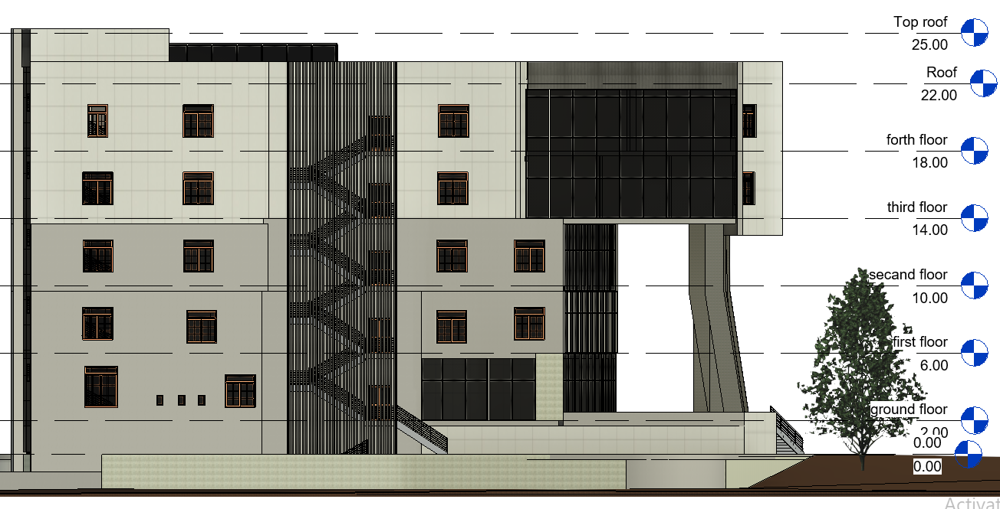 Top roof
25.00
Roof
22.00
forth floor
18.00
third floor
14.00
secand floor
10.00
first floor
6.00
ground floor
2.00
0.00
0.00
Activat